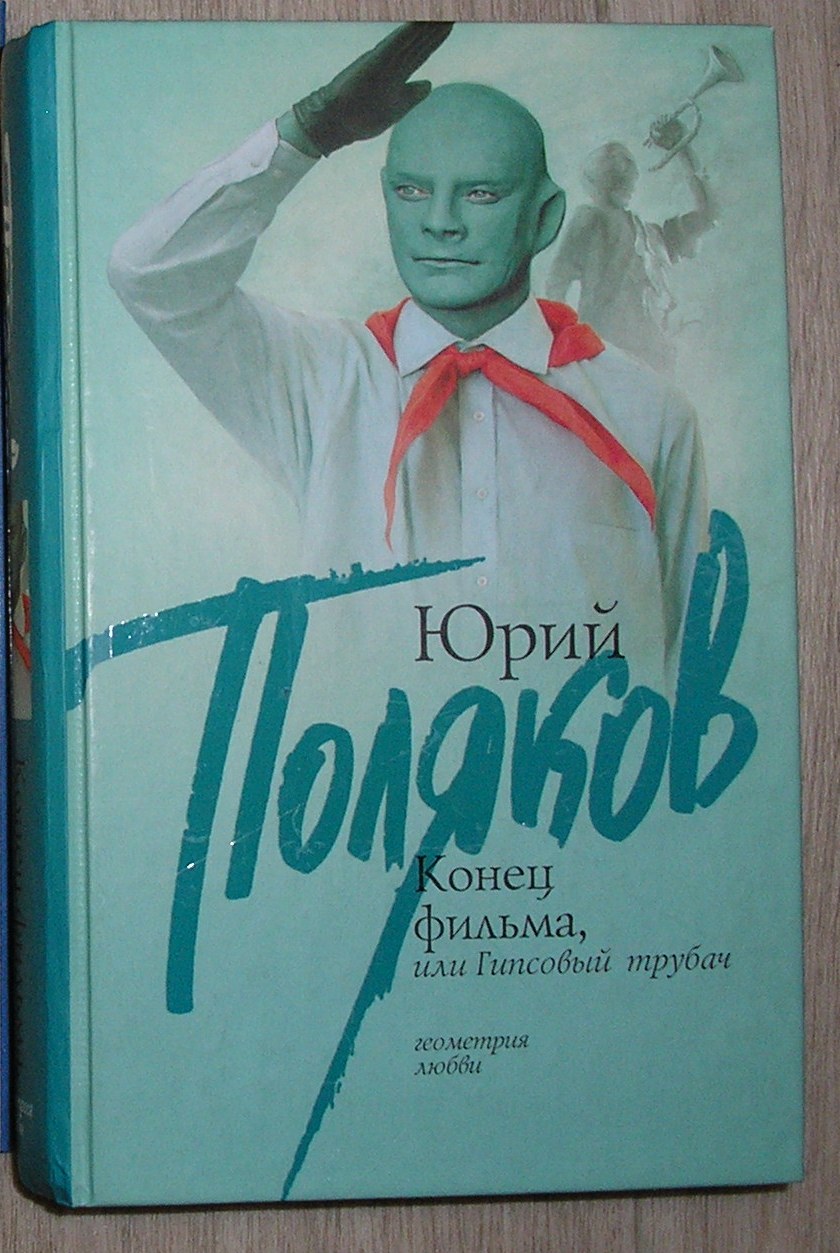 Юрий
Поляков
Конец
фильма,
или Гипсовый трубач
геометрия
любви